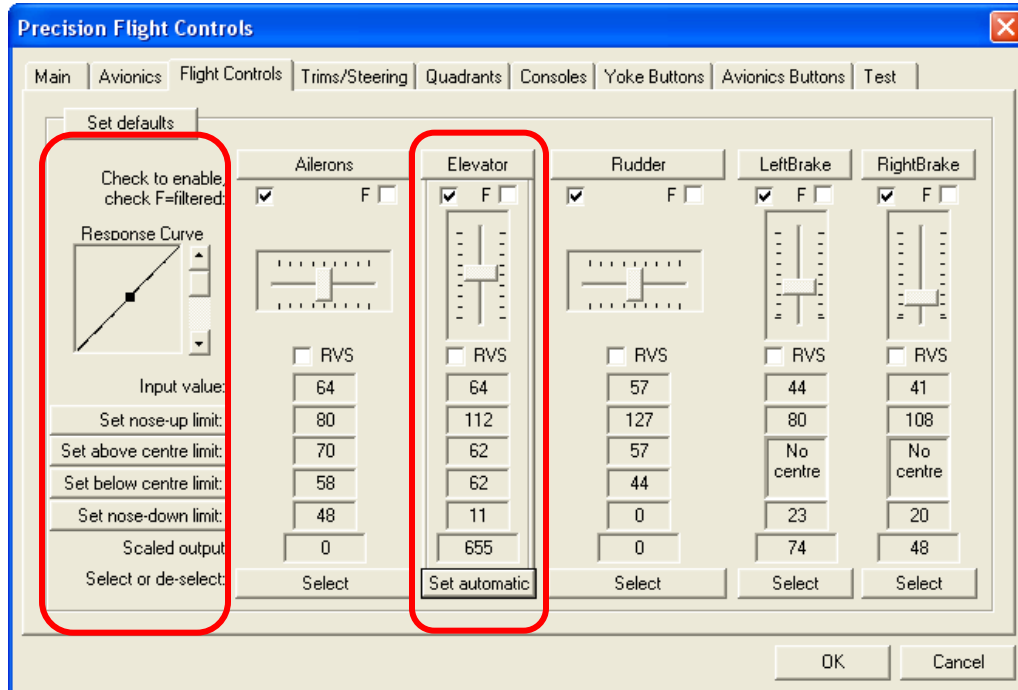 Precision Flight Controls
Main Avionics Flight Controls Trims/Steering Quadrants Consoles Yoke Buttons Avionics Buttons Test
Set defaults
Ailerons Elevator Rudder LeftBrake RightBrake
Check to enable,
check F=filtered: F F F F F
Response Curve
RVS RVS RVS RVS RVS
Input value: 64 64 57 44 41
Set nose-up limit: 80 112 127 80 108
Set above centre limit: 70 62 57 No centre No centre
Set below centre limit: 58 62 44
Set nose-down limit: 48 11 0 23 20
Scaled output 0 655 0 74 48
Select or de-select: Select Set automatic Select Select Select
OK Cancel